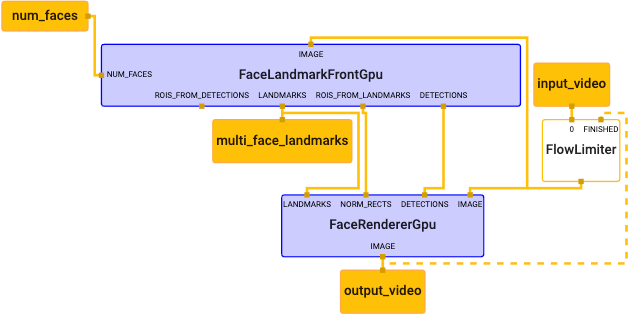 num_faces
IMAGE
NUM_FACES
FaceLandmarkFrontGpu
ROIS_FROM_DETECTIONS LANDMARKS ROIS_FROM_LANDMARKS DETECTIONS
input_video
0 FINISHED
FlowLimiter
multi_face_landmarks
LANDMARKS NORM_RECTS DETECTIONS IMAGE
FaceRendererGpu
IMAGE
output_video